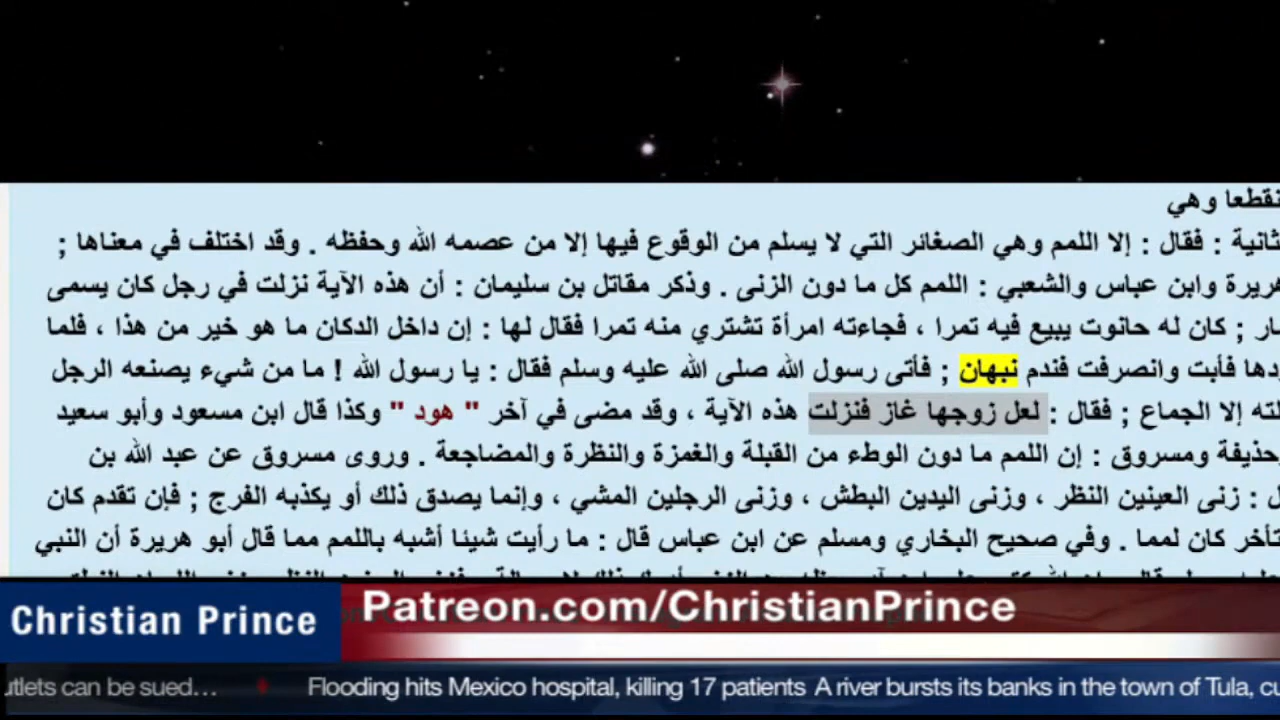 نقطعا وهي
ثانية : فقال : إلا اللمم وهي الصغائر التي لا يسلم من الوقوع فيها إلا من عصمه الله وحفظه . وقد اختلف في معناها ;
هريرة وابن عباس والشعبي : اللمم كل ما دون الزنى . وذكر مقاتل بن سليمان : أن هذه الآية نزلت في رجل كان يسمى
ار ; كان له حانوت يبيع فيه تمرا ، فجاءته امرأة تشتري منه تمرا فقال لها : إن داخل الدكان ما هو خير من هذا ، فلما
دها فأبت وانصرفت فندم نبهان ; فأتى رسول الله صلى الله عليه وسلم فقال : يا رسول الله ! ما من شيء يصنعه الرجل
لته إلا الجماع ; فقال : لعل زوجها غاز فنزلت هذه الآية ، وقد مضى في آخر " هود " وكذا قال ابن مسعود وأبو سعيد
حذيفة ومسروق : إن اللمم ما دون الوطء من القبلة والغمزة والنظرة والمضاجعة . وروى مسروق عن عبد الله بن
ل : زنى العينين النظر ، وزنى اليدين البطش ، وزنى الرجلين المشي ، وإنما يصدق ذلك أو يكذبه الفرج ; فإن تقدم كان
تأخر كان لمما . وفي صحيح البخاري ومسلم عن ابن عباس قال : ما رأيت شيئا أشبه باللمم مما قال أبو هريرة أن النبي
Christian Prince
Patreon.com/ChristianPrince
utlets can be sued... Flooding hits Mexico hospital, killing 17 patients A river bursts its banks in the town of Tula, cu